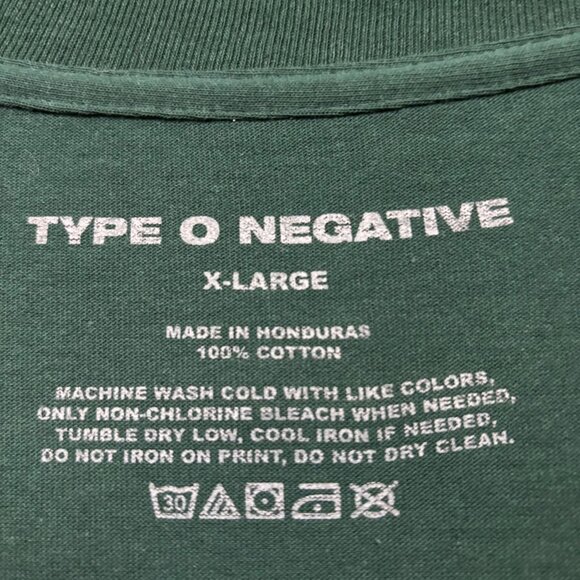 TYPE O NEGATIVE
X-LARGE
MADE IN HONDURAS
100% COTTON
MACHINE WASH COLD WITH LIKE COLORS,
ONLY NON-CHLORINE BLEACH WHEN NEEDED,
TUMBLE DRY LOW, COOL IRON IF NEEDED,
DO NOT IRON ON PRINT, DO NOT DRY CLEAN.
30